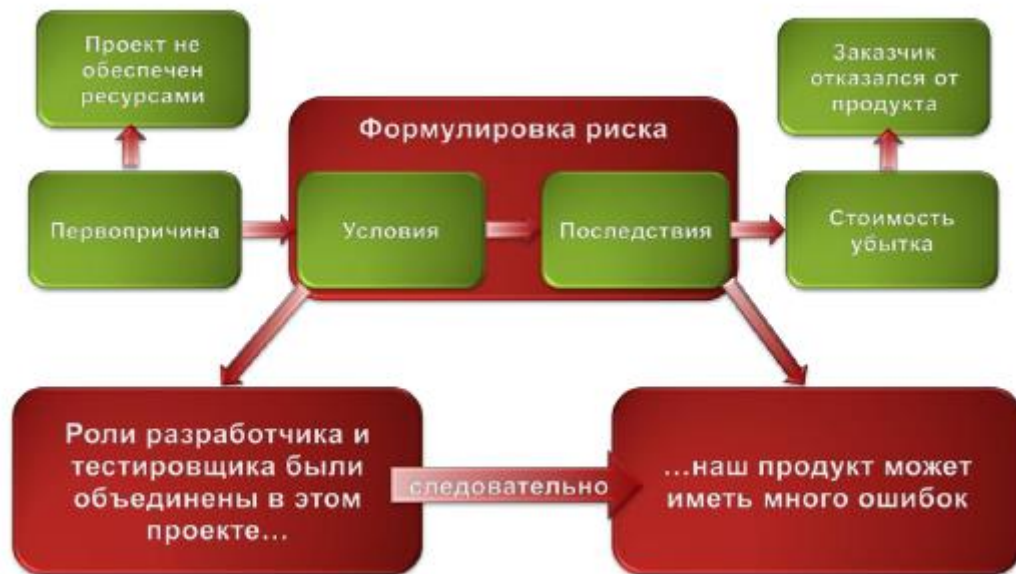 Проект не
обеспечен
ресурсами
Заказчик
отказался от
продукта
Формулировка риска
Первопричина
Условия
Последствия
Стоимость
убытка
Роли разработчика и
тестировщика были
объединены в этом
проекте...
следовательно
...наш продукт может
иметь много ошибок